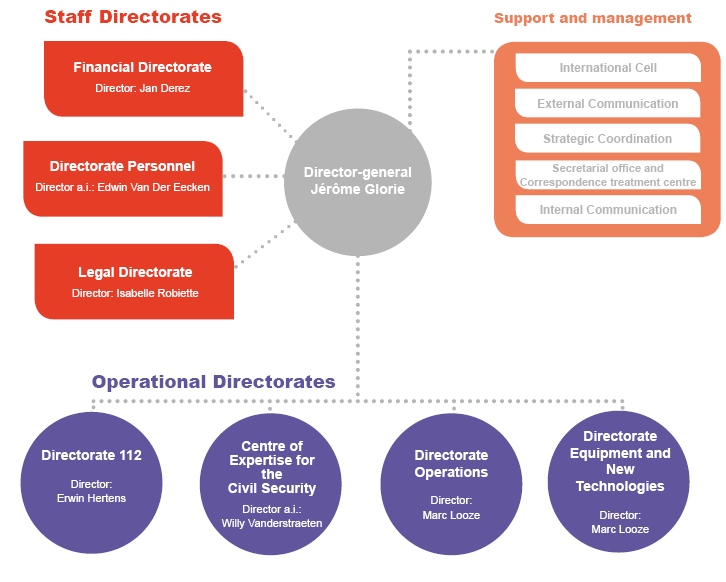 Staff Directorates
Financial Directorate
Director: Jan Derez
Directorate Personnel
Director a.i.: Edwin Van Der Eecken
Legal Directorate
Director: Isabelle Robiette
Director-general
Jérôme Glorie
Support and management
International Cell
External Communication
Strategic Coordination
Secretarial office and
Correspondence treatment centre
Internal Communication
Operational Directorates
Directorate 112
Director:
Erwin Hertens
Centre of
Expertise for
the
Civil Security
Director a.i.:
Willy Vanderstraeten
Directorate
Operations
Director:
Marc Looze
Directorate
Equipment and
New
Technologies
Director:
Marc Looze